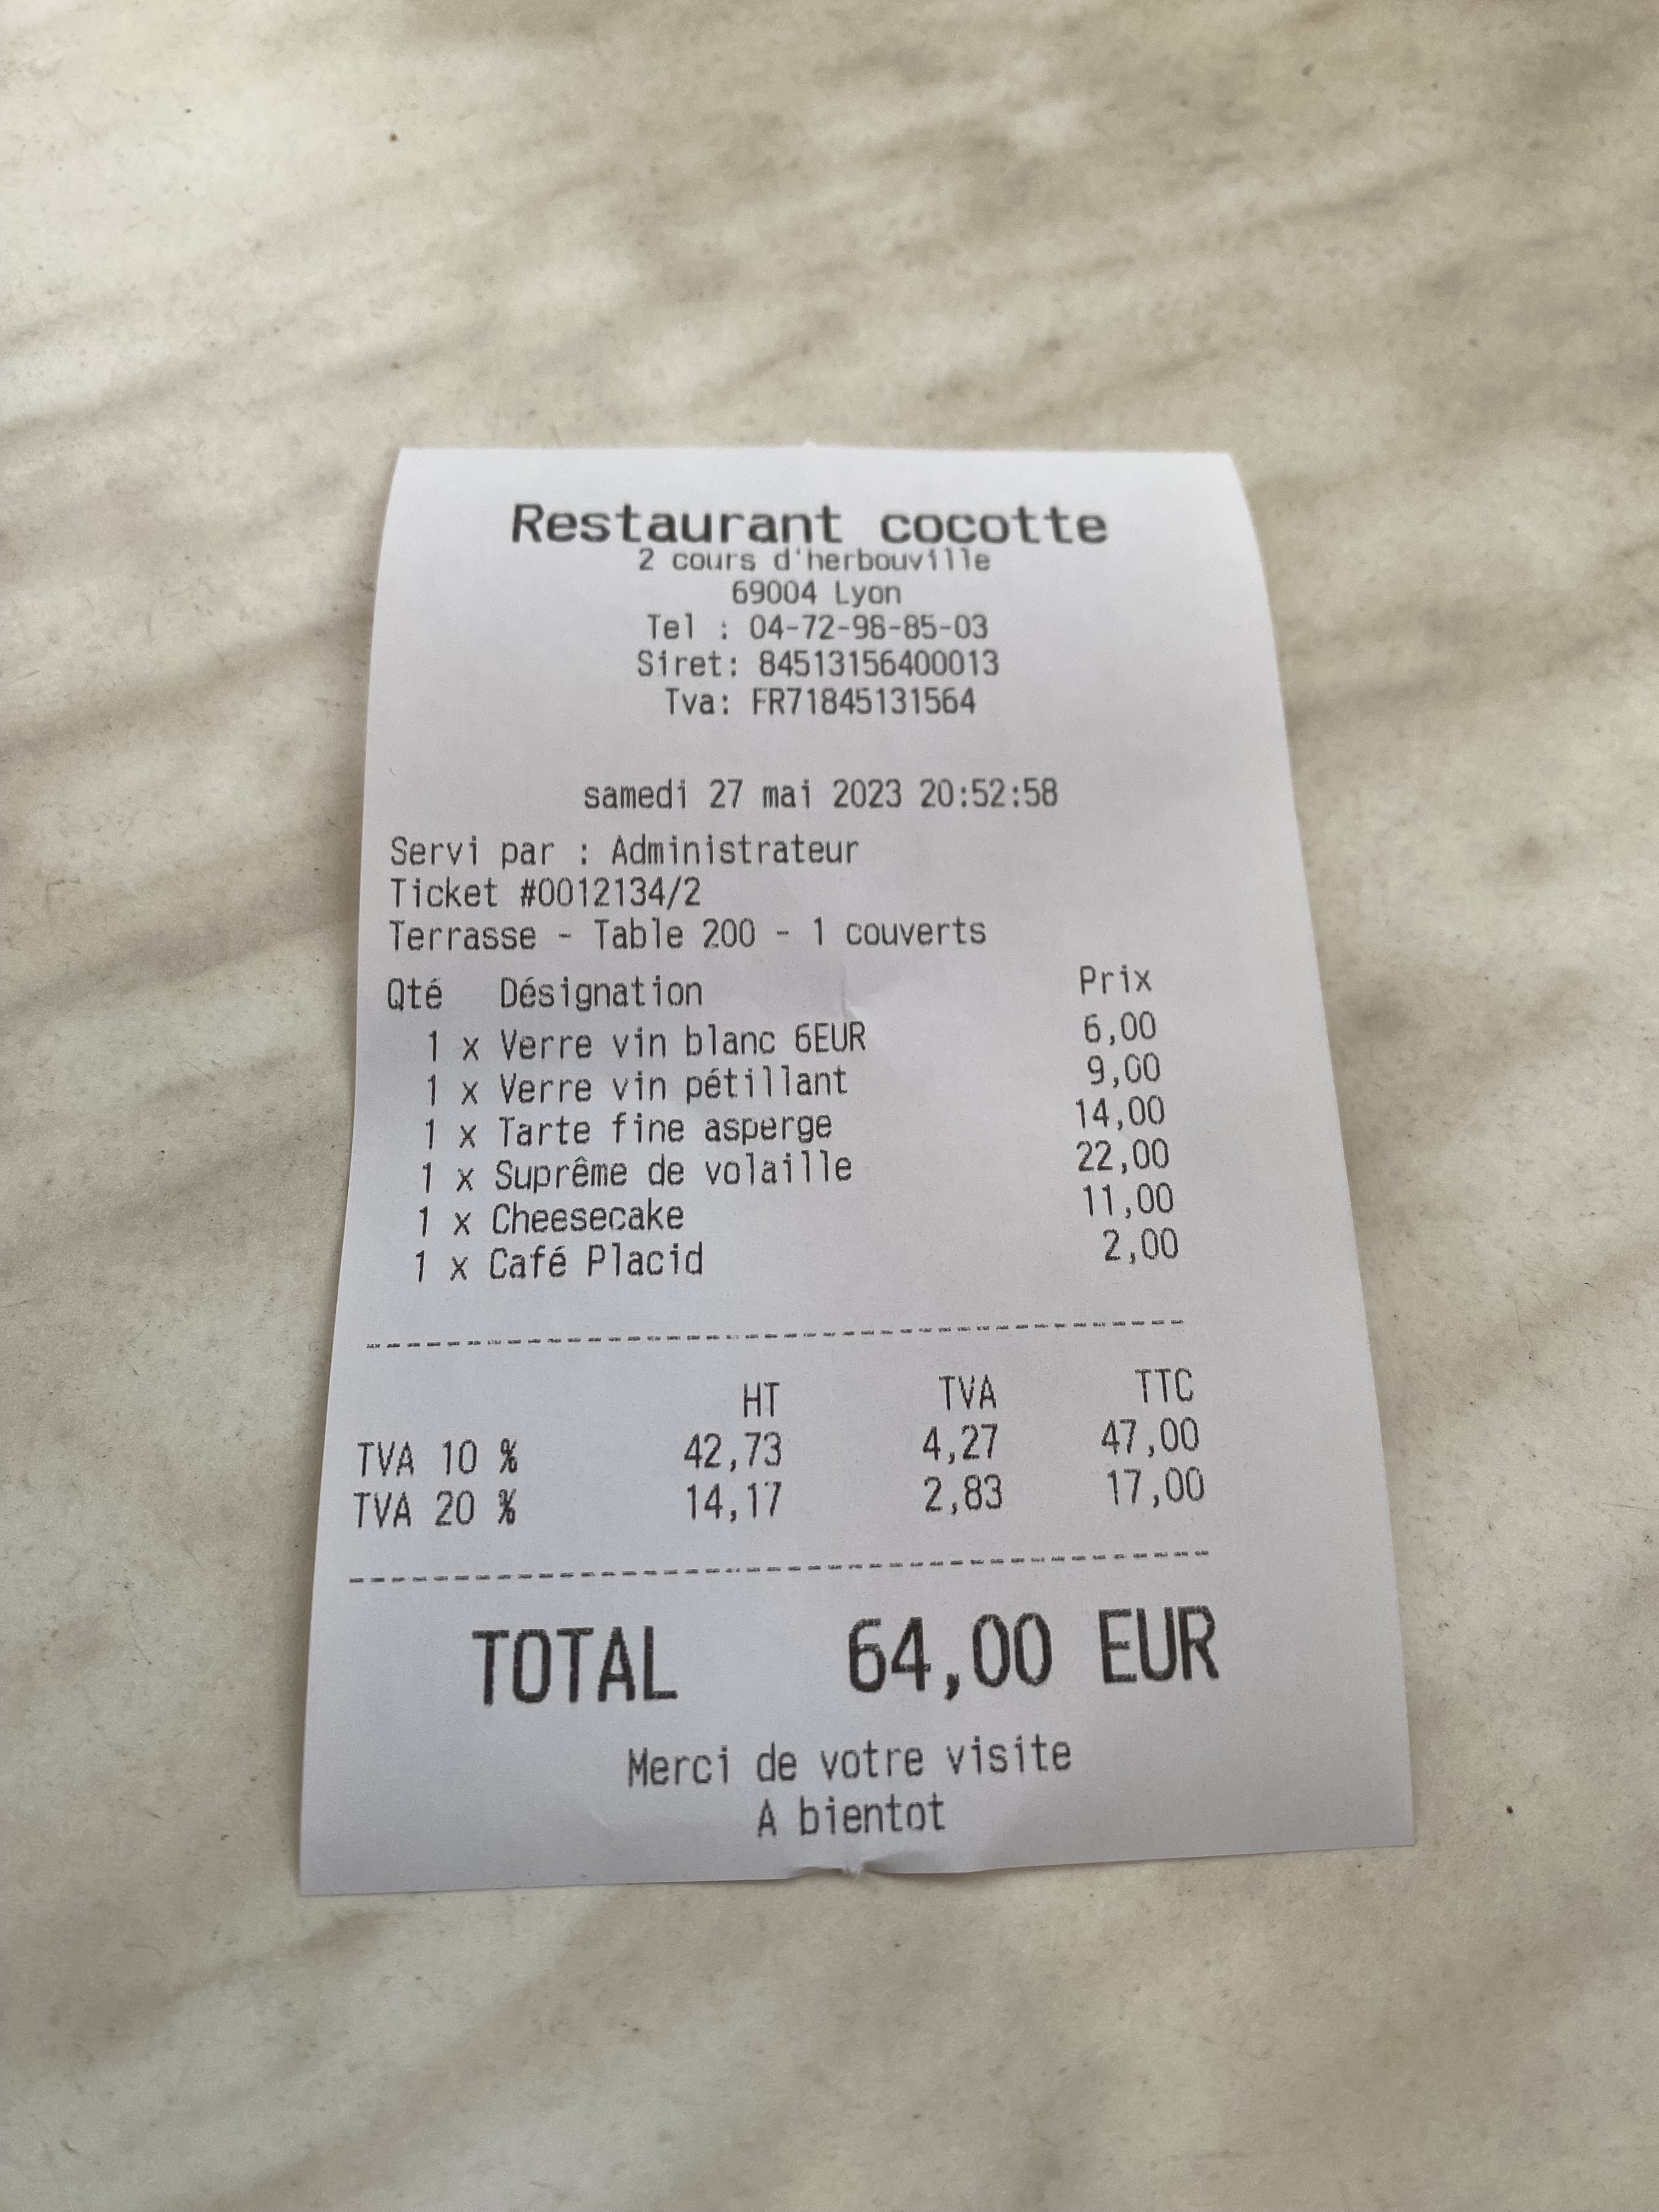 Restaurant cocotte
2 cours d'herbouville
69004 Lyon
Tel : 04-72-98-85-03
Siret: 84513156400013
Tva: FR71845131564
samedi 27 mai 2023 20:52:58
Servi par : Administrateur
Ticket #0012134/2
Terrasse - Table 200 - 1 couverts
Qté Désignation Prix
1 x Verre vin blanc 6EUR 6,00
1 x Verre vin pétillant 9,00
1 x Tarte fine asperge 14,00
1 x Suprême de volaille 22,00
1 x Cheesecake 11,00
1 x Café Placid 2,00
HT TVA TTC
TVA 10 % 42,73 4,27 47,00
TVA 20 % 14,17 2,83 17,00
TOTAL 64,00 EUR
Merci de votre visite
A bientot